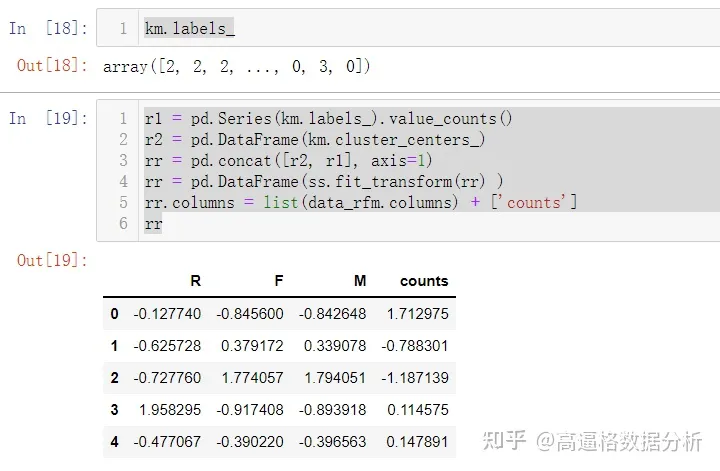 In [18]: 1 km.labels_
Out[18]: array([2, 2, 2, ..., 0, 3, 0])
In [19]: 1 r1 = pd.Series(km.labels_).value_counts()
2 r2 = pd.DataFrame(km.cluster_centers_)
3 rr = pd.concat([r2, r1], axis=1)
4 rr = pd.DataFrame(ss.fit_transform(rr) )
5 rr.columns = list(data_rfm.columns) + ['counts']
6 rr
Out[19]:
R F M counts
0 -0.127740 -0.845600 -0.842648 1.712975
1 -0.625728 0.379172 0.339078 -0.788301
2 -0.727760 1.774057 1.794051 -1.187139
3 1.958295 -0.917408 -0.893918 0.114575
4 -0.477067 -0.390220 -0.396563 0.147891
知乎 @高逼格数据分析